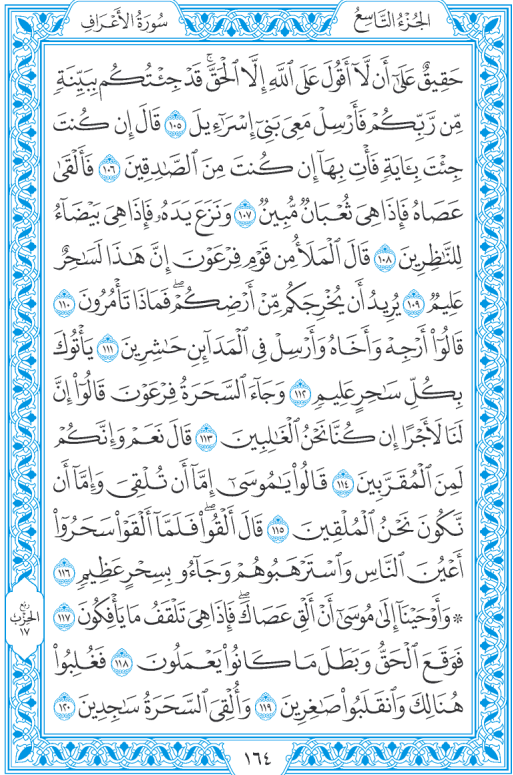 الجُزْءُ التَّاسِعُ
سُورَةُ الأَعْرَافِ
حَقِيقٌ عَلَىٰٓ أَن لَّآ أَقُولَ عَلَى ٱللَّهِ إِلَّا ٱلْحَقَّۚ قَدْ جِئْتُكُم بِبَيِّنَةٍ
مِّن رَّبِّكُمْ فَأَرْسِلْ مَعِيَ بَنِيٓ إِسْرَٰٓءِيلَ ١٠٥ قَالَ إِن كُنتَ
جِئْتَ بِـَٔايَةٍ فَأْتِ بِهَآ إِن كُنتَ مِنَ ٱلصَّٰدِقِينَ ١٠٦ فَأَلْقَىٰ
عَصَاهُ فَإِذَا هِيَ ثُعْبَانٌ مُّبِينٌ ١٠٧ وَنَزَعَ يَدَهُۥ فَإِذَا هِيَ بَيْضَآءُ
لِلنَّٰظِرِينَ ١٠٨ قَالَ ٱلْمَلَأُ مِن قَوْمِ فِرْعَوْنَ إِنَّ هَٰذَا لَسَٰحِرٌ
عَلِيمٌ ١٠٩ يُرِيدُ أَن يُخْرِجَكُم مِّنْ أَرْضِكُمْۖ فَمَاذَا تَأْمُرُونَ ١١٠
قَالُوٓا۟ أَرْجِهْ وَأَخَاهُ وَأَرْسِلْ فِي ٱلْمَدَآئِنِ حَٰشِرِينَ ١١١ يَأْتُوكَ
بِكُلِّ سَٰحِرٍ عَلِيمٍ ١١٢ وَجَآءَ ٱلسَّحَرَةُ فِرْعَوْنَ قَالُوٓا۟ إِنَّ
لَنَا لَأَجْرًا إِن كُنَّا نَحْنُ ٱلْغَٰلِبِينَ ١١٣ قَالَ نَعَمْ وَإِنَّكُمْ
لَمِنَ ٱلْمُقَرَّبِينَ ١١٤ قَالُوا۟ يَٰمُوسَىٰٓ إِمَّآ أَن تُلْقِيَ وَإِمَّآ أَن
نَّكُونَ نَحْنُ ٱلْمُلْقِينَ ١١٥ قَالَ أَلْقُوا۟ۖ فَلَمَّآ أَلْقَوْا۟ سَحَرُوٓا۟
أَعْيُنَ ٱلنَّاسِ وَٱسْتَرْهَبُوهُمْ وَجَآءُو بِسِحْرٍ عَظِيمٍ ١١٦
۞ وَأَوْحَيْنَآ إِلَىٰ مُوسَىٰٓ أَنْ أَلْقِ عَصَاكَۖ فَإِذَا هِيَ تَلْقَفُ مَا يَأْفِكُونَ ١١٧
فَوَقَعَ ٱلْحَقُّ وَبَطَلَ مَا كَانُوا۟ يَعْمَلُونَ ١١٨ فَغُلِبُوا۟
هُنَالِكَ وَٱنقَلَبُوا۟ صَٰغِرِينَ ١١٩ وَأُلْقِيَ ٱلسَّحَرَةُ سَٰجِدِينَ ١٢٠
ربع
الحِزْبُ
١٧
١٦٤